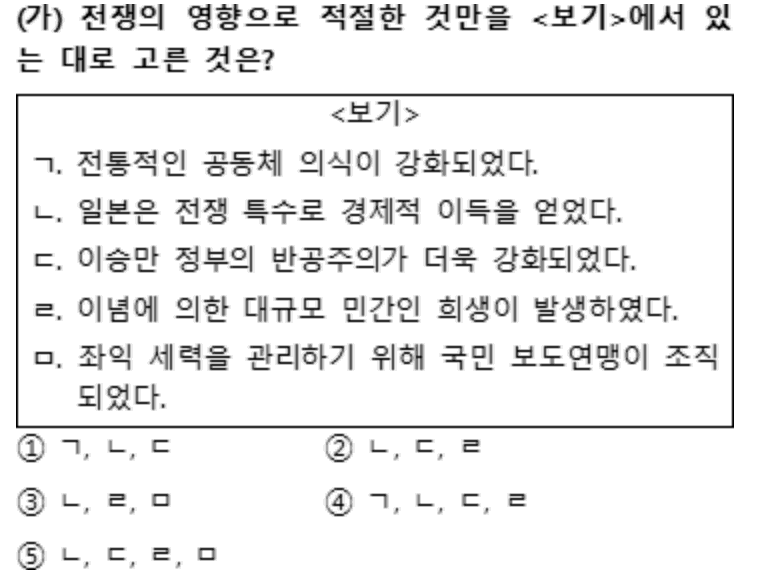 (가) 전쟁의 영향으로 적절한 것만을 <보기>에서 있
는 대로 고른 것은?
<보기>
ㄱ. 전통적인 공동체 의식이 강화되었다.
ㄴ. 일본은 전쟁 특수로 경제적 이득을 얻었다.
ㄷ. 이승만 정부의 반공주의가 더욱 강화되었다.
ㄹ. 이념에 의한 대규모 민간인 희생이 발생하였다.
ㅁ. 좌익 세력을 관리하기 위해 국민 보도연맹이 조직
되었다.
① ㄱ, ㄴ, ㄷ ② ㄴ, ㄷ, ㄹ
③ ㄴ, ㄹ, ㅁ ④ ㄱ, ㄴ, ㄷ, ㄹ
⑤ ㄴ, ㄷ, ㄹ, ㅁ